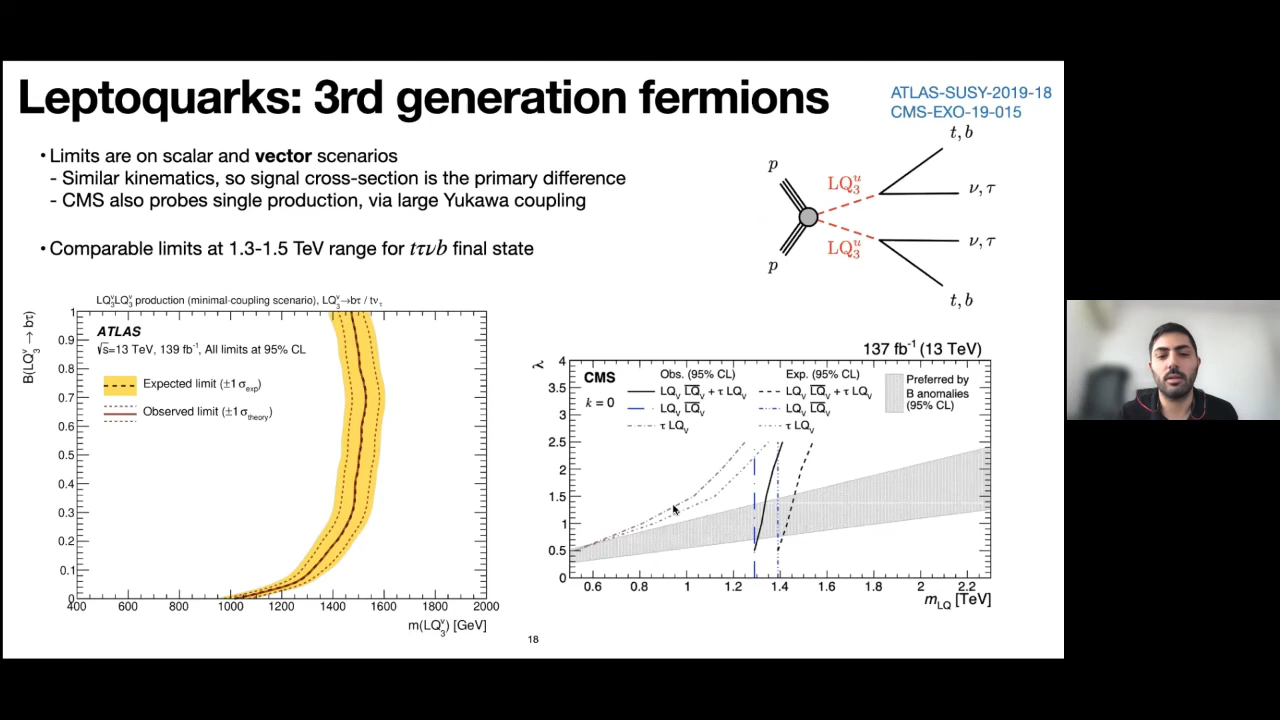 Leptoquarks: 3rd generation fermions
ATLAS-SUSY-2019-18
CMS-EXO-19-015
• Limits are on scalar and vector scenarios
- Similar kinematics, so signal cross-section is the primary difference
- CMS also probes single production, via large Yukawa coupling
• Comparable limits at 1.3-1.5 TeV range for tτνb final state
t, b
p
LQ₃ᵘ
ν, τ
LQ₃ᵘ
ν, τ
p
t, b
LQ₃ᵛLQ₃ᵛ production (minimal-coupling scenario), LQ₃ᵛ→bτ / tν_τ
B(LQ₃ᵛ → bτ)
1
0.9
0.8
0.7
0.6
0.5
0.4
0.3
0.2
0.1
0
ATLAS
√s=13 TeV, 139 fb⁻¹, All limits at 95% CL
Expected limit (±1 σ_exp)
Observed limit (±1 σ_theory)
400 600 800 1000 1200 1400 1600 1800 2000
m(LQ₃ᵛ) [GeV]
137 fb⁻¹ (13 TeV)
λ
4
3.5
3
2.5
2
1.5
1
0.5
0
CMS
k = 0
Obs. (95% CL)
LQ_V L̅Q̅_V + τ LQ_V
LQ_V L̅Q̅_V
τ LQ_V
Exp. (95% CL)
LQ_V L̅Q̅_V + τ LQ_V
LQ_V L̅Q̅_V
τ LQ_V
Preferred by
B anomalies
(95% CL)
0.6 0.8 1 1.2 1.4 1.6 1.8 2 2.2
m_LQ [TeV]
18